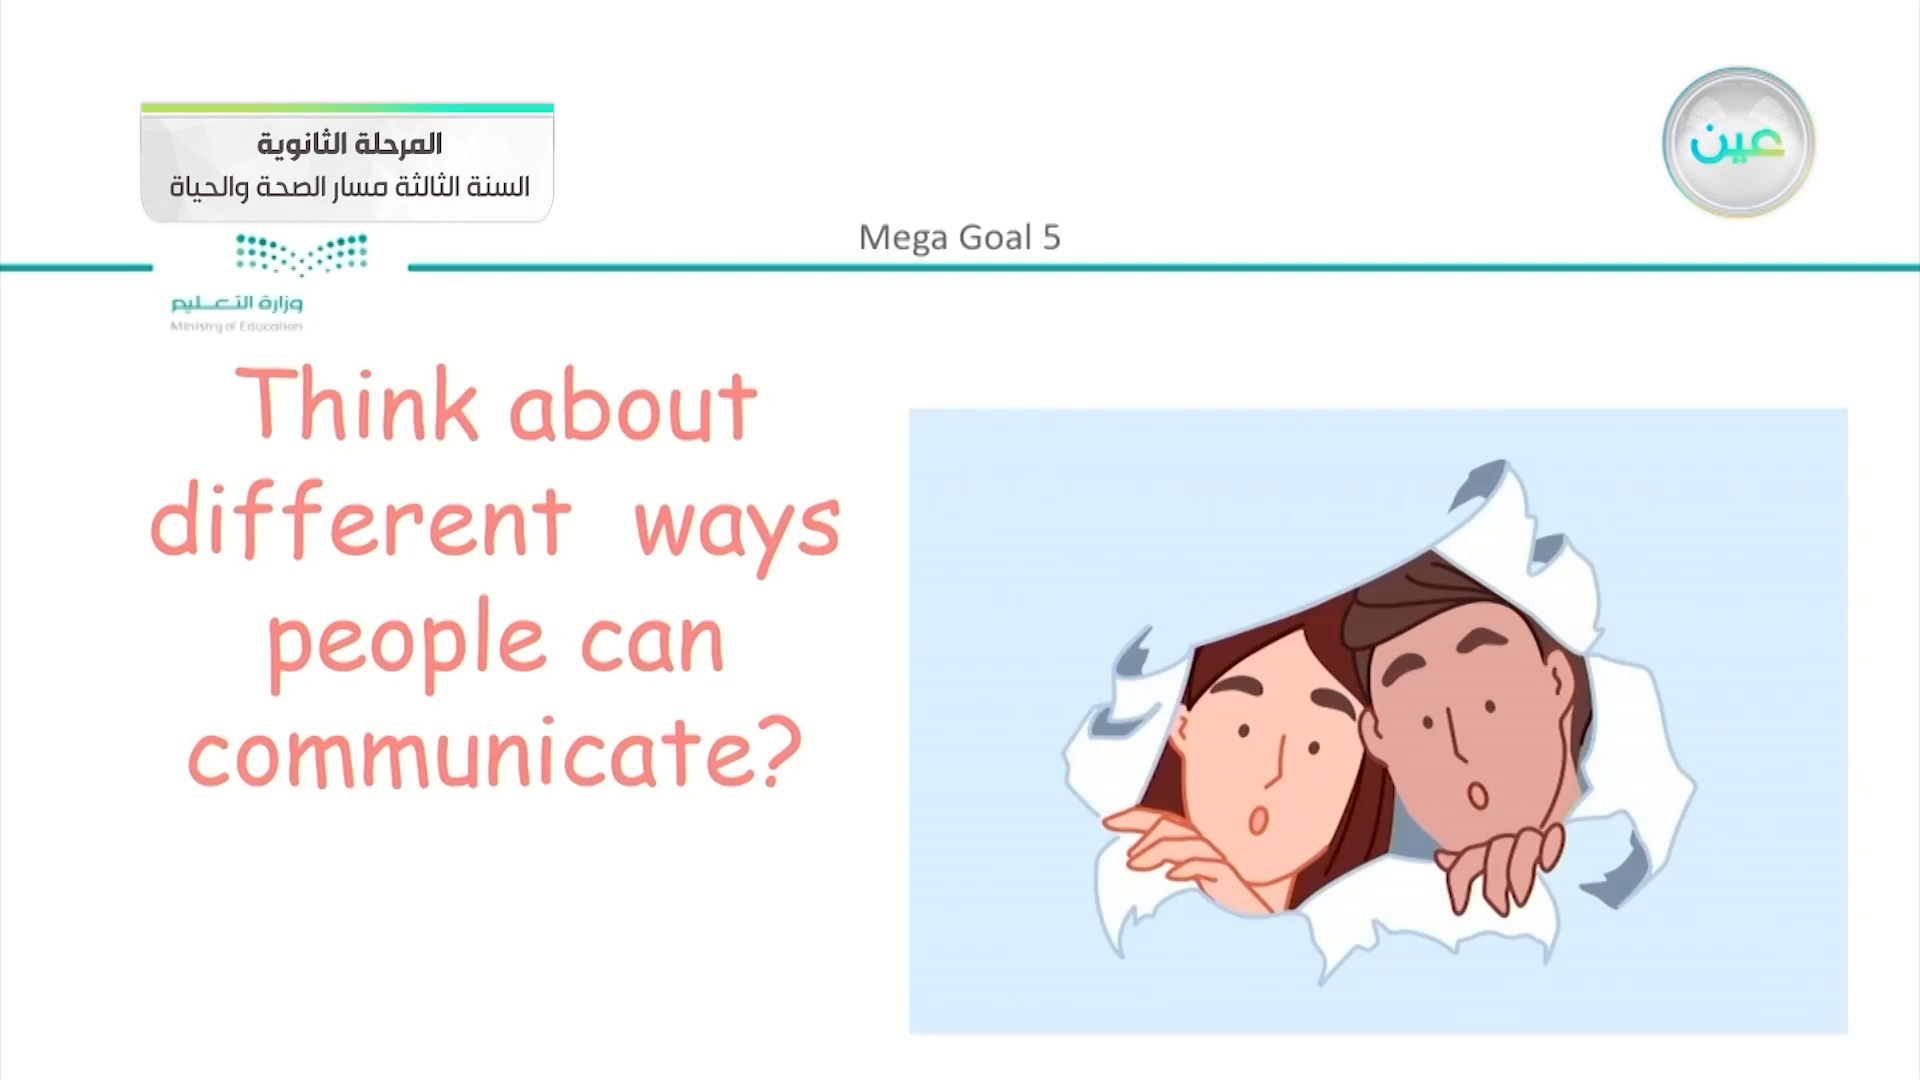 المرحلة الثانوية
السنة الثالثة مسار الصحة والحياة
عين
Mega Goal 5
وزارة التعليم
Ministry of Education
Think about
different ways
people can
communicate?